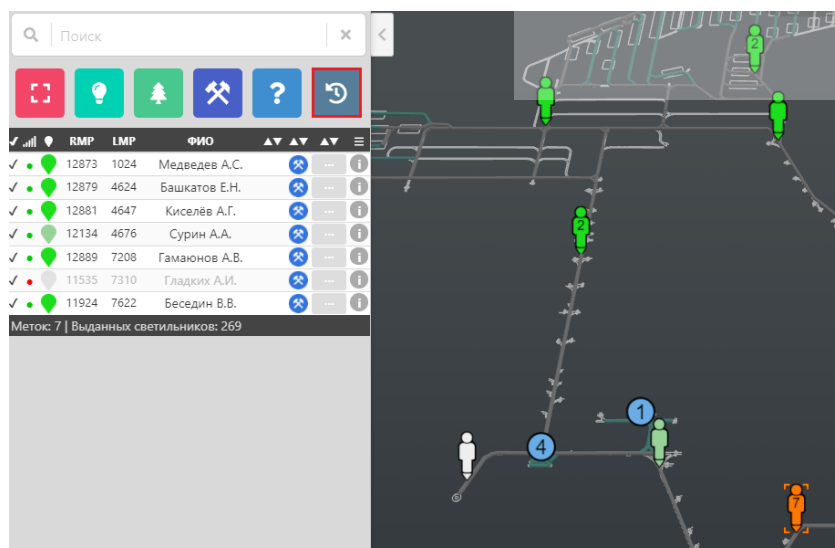 Поиск
RMP LMP ФИО
12873 1024 Медведев А.С.
12879 4624 Башкатов Е.Н.
12881 4647 Киселёв А.Г.
12134 4676 Сурин А.А.
12889 7208 Гамаюнов А.В.
11535 7310 Гладких А.И.
11924 7622 Беседин В.В.
Меток: 7 | Выданных светильников: 269
2
2
1
4
7